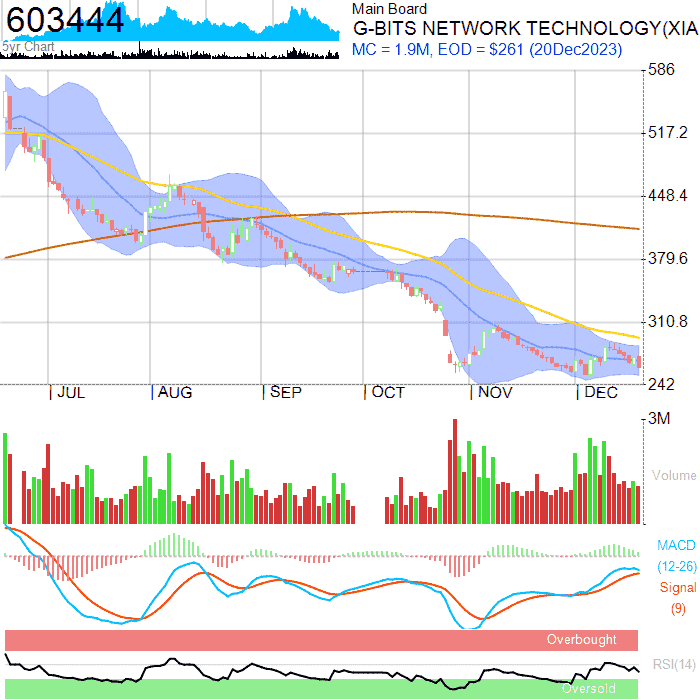 603444
5yr Chart
Main Board
G-BITS NETWORK TECHNOLOGY(XIA
MC = 1.9M, EOD = $261 (20Dec2023)
586
517.2
448.4
379.6
310.8
242
JUL
AUG
SEP
OCT
NOV
DEC
3M
Volume
MACD
(12-26)
Signal
(9)
Overbought
RSI(14)
Oversold